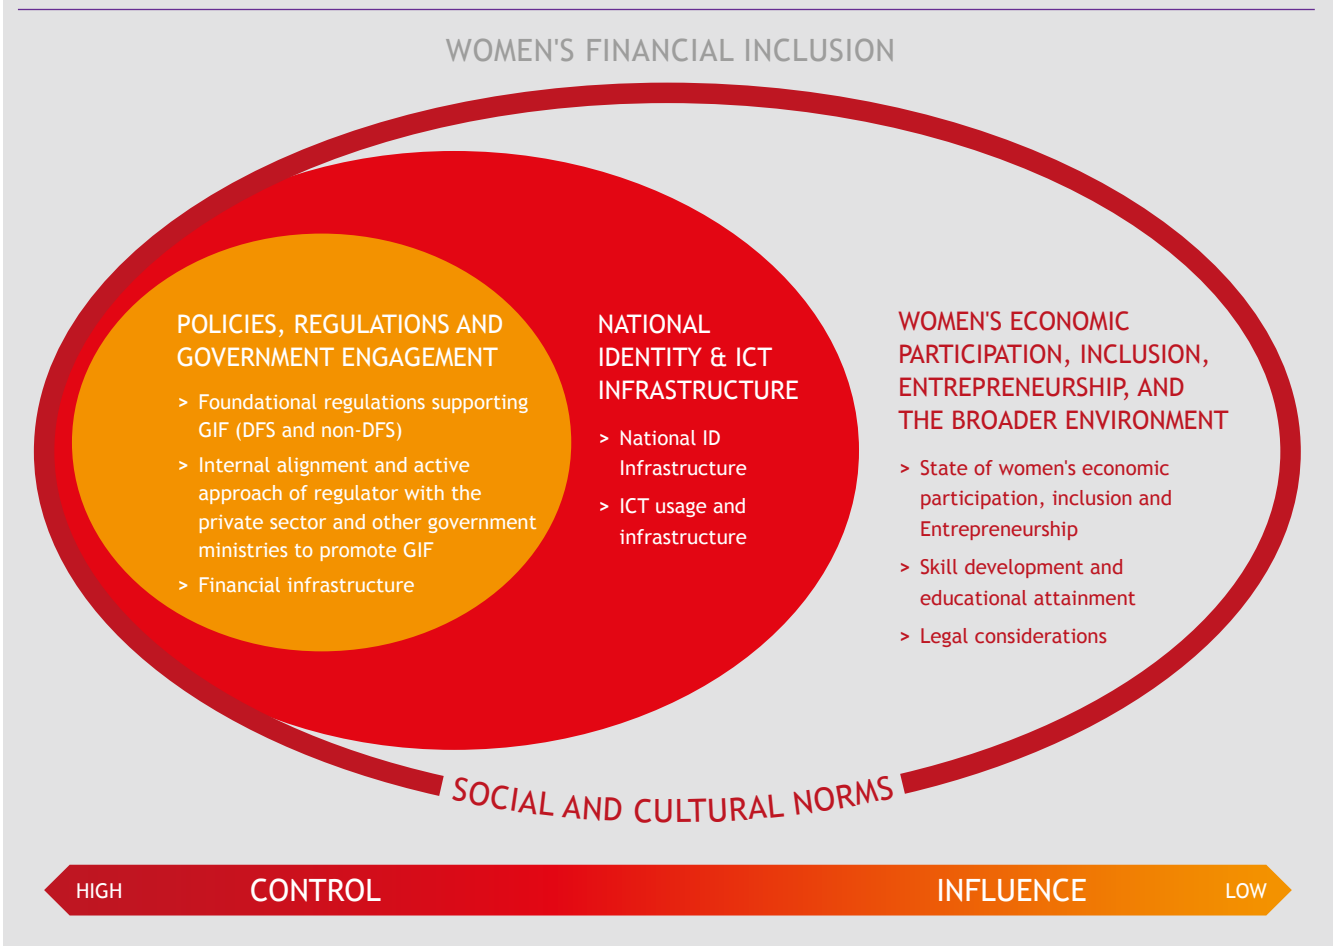 WOMEN'S FINANCIAL INCLUSION
POLICIES, REGULATIONS AND
GOVERNMENT ENGAGEMENT
> Foundational regulations supporting
GIF (DFS and non-DFS)
> Internal alignment and active
approach of regulator with the
private sector and other government
ministries to promote GIF
> Financial infrastructure
NATIONAL
IDENTITY & ICT
INFRASTRUCTURE
> National ID
Infrastructure
> ICT usage and
infrastructure
WOMEN'S ECONOMIC
PARTICIPATION, INCLUSION,
ENTREPRENEURSHIP, AND
THE BROADER ENVIRONMENT
> State of women's economic
participation, inclusion and
Entrepreneurship
> Skill development and
educational attainment
> Legal considerations
SOCIAL AND CULTURAL NORMS
HIGH CONTROL INFLUENCE LOW